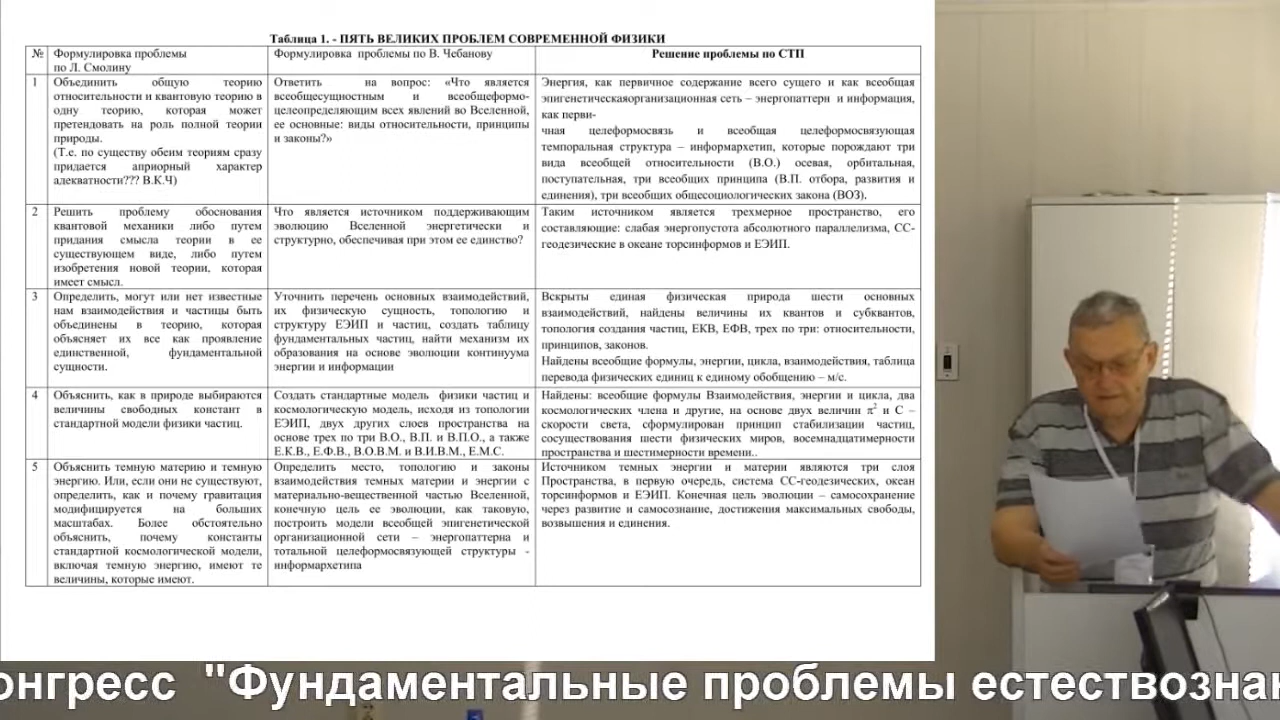 Таблица 1. - ПЯТЬ ВЕЛИКИХ ПРОБЛЕМ СОВРЕМЕННОЙ ФИЗИКИ
№
Формулировка проблемы
по Л. Смолину
Формулировка проблемы по В. Чебанову
Решение проблемы по СТП
1
Объединить общую теорию
относительности и квантовую теорию в
одну теорию, которая может
претендовать на роль полной теории
природы.
(Т.е. по существу обеим теориям сразу
придается априорный характер
адекватности??? В.К.Ч)
Ответить на вопрос: «Что является
всеобщесущностным и всеобщеформо-
целеопределяющим всех явлений во Вселенной,
ее основные: виды относительности, принципы
и законы?»
Энергия, как первичное содержание всего сущего и как всеобщая
эпигенетическаяорганизационная сеть – энергопаттерн и информация,
как перви-
чная целеформосвязь и всеобщая целеформосвязующая
темпоральная структура – информархетип, которые порождают три
вида всеобщей относительности (В.О.) осевая, орбитальная,
поступательная, три всеобщих принципа (В.П. отбора, развития и
единения), три всеобщих общесоциологических закона (ВОЗ).
2
Решить проблему обоснования
квантовой механики либо путем
придания смысла теории в ее
существующем виде, либо путем
изобретения новой теории, которая
имеет смысл.
Что является источником поддерживающим
эволюцию Вселенной энергетически и
структурно, обеспечивая при этом ее единство?
Таким источником является трехмерное пространство, его
составляющие: слабая энергопустота абсолютного параллелизма, СС-
геодезические в океане торсинформов и ЕЭИП.
3
Определить, могут или нет известные
нам взаимодействия и частицы быть
объединены в теорию, которая
объясняет их все как проявление
единственной, фундаментальной
сущности.
Уточнить перечень основных взаимодействий,
их физическую сущность, топологию и
структуру ЕЭИП и частиц, создать таблицу
фундаментальных частиц, найти механизм их
образования на основе эволюции континуума
энергии и информации
Вскрыты единая физическая природа шести основных
взаимодействий, найдены величины их квантов и субквантов,
топология создания частиц, ЕКВ, ЕФВ, трех по три: относительности,
принципов, законов.
Найдены всеобщие формулы, энергии, цикла, взаимодействия, таблица
перевода физических единиц к единому обобщению – м/с.
4
Объяснить, как в природе выбираются
величины свободных констант в
стандартной модели физики частиц.
Создать стандартные модель физики частиц и
космологическую модель, исходя из топологии
ЕЭИП, двух других слоев пространства на
основе трех по три В.О., В.П. и В.П.О., а также
Е.К.В., Е.Ф.В., В.О.В.М. и В.И.В.М., Е.М.С.
Найдены: всеобщие формулы Взаимодействия, энергии и цикла, два
космологических члена и другие, на основе двух величин π² и С –
скорости света, сформулирован принцип стабилизации частиц,
сосуществования шести физических миров, восемнадцатимерности
пространства и шестимерности времени..
5
Объяснить темную материю и темную
энергию. Или, если они не существуют,
определить, как и почему гравитация
модифицируется на больших
масштабах. Более обстоятельно
объяснить, почему константы
стандартной космологической модели,
включая темную энергию, имеют те
величины, которые имеют.
Определить место, топологию и законы
взаимодействия темных материи и энергии с
материально-вещественной частью Вселенной,
конечную цель ее эволюции, как таковую,
построить модели всеобщей эпигенетической
организационной сети – энергопаттерна и
тотальной целеформосвязующей структуры -
информархетипа
Источником темных энергии и материи являются три слоя
Пространства, в первую очередь, система СС-геодезических, океан
торсинформов и ЕЭИП. Конечная цель эволюции – самосохранение
через развитие и самосознание, достижения максимальных свободы,
возвышения и единения.
онгресс "Фундаментальные проблемы естествозна